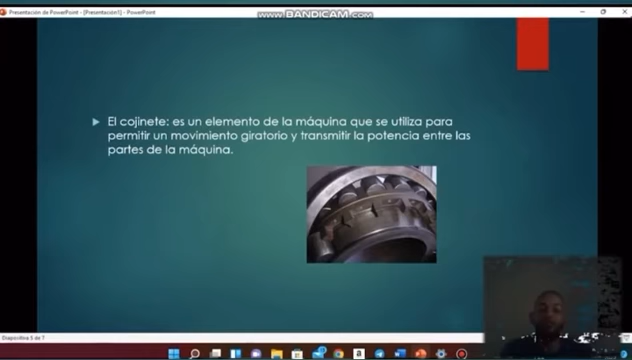 Presentación de PowerPoint - [Presentación1] - PowerPoint
WWW.BANDICAM.COM
El cojinete: es un elemento de la máquina que se utiliza para
permitir un movimiento giratorio y transmitir la potencia entre las
partes de la máquina.
Diapositiva 5 de 7